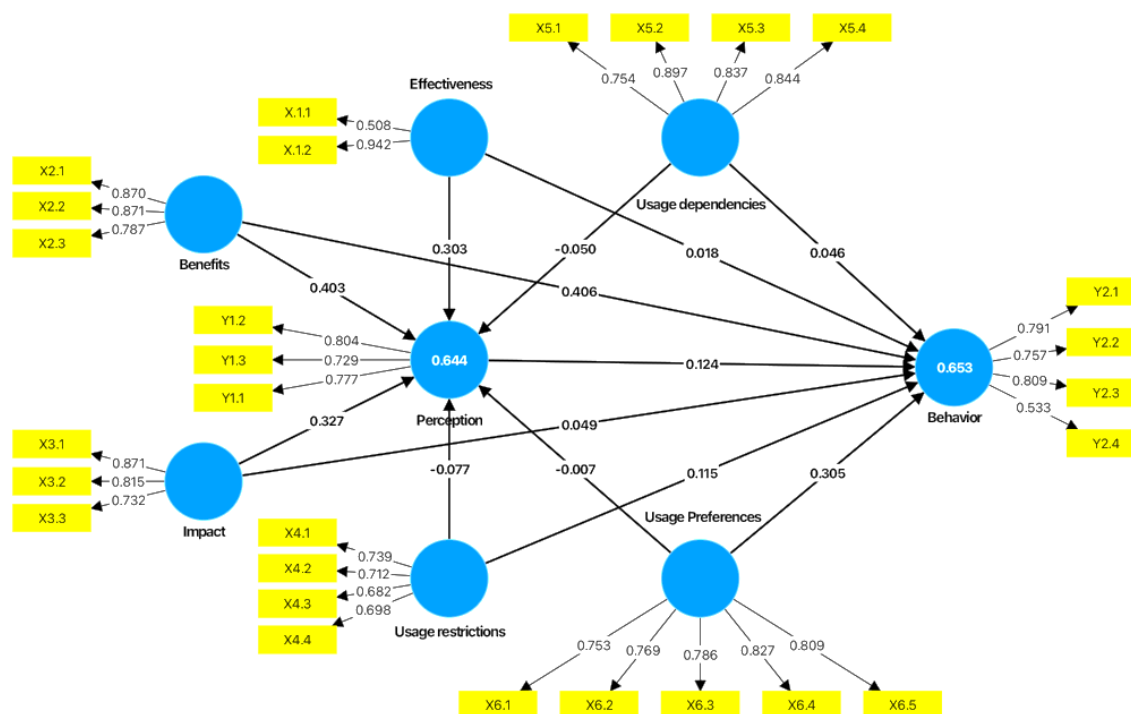 X5.1
X5.2
X5.3
X5.4
0.754
0.897
0.837
0.844
Effectiveness
X.1.1
X.1.2
0.508
0.942
Usage dependencies
X2.1
X2.2
X2.3
0.870
0.871
0.787
Benefits
0.303
-0.050
0.018
0.046
0.403
0.406
Y1.2
Y1.3
Y1.1
0.804
0.729
0.777
0.644
Perception
0.124
0.653
Behavior
Y2.1
Y2.2
Y2.3
Y2.4
0.791
0.757
0.809
0.533
0.327
0.049
-0.077
-0.007
0.115
0.305
X3.1
X3.2
X3.3
0.871
0.815
0.732
Impact
X4.1
X4.2
X4.3
X4.4
0.739
0.712
0.682
0.698
Usage restrictions
Usage Preferences
0.753
0.769
0.786
0.827
0.809
X6.1
X6.2
X6.3
X6.4
X6.5